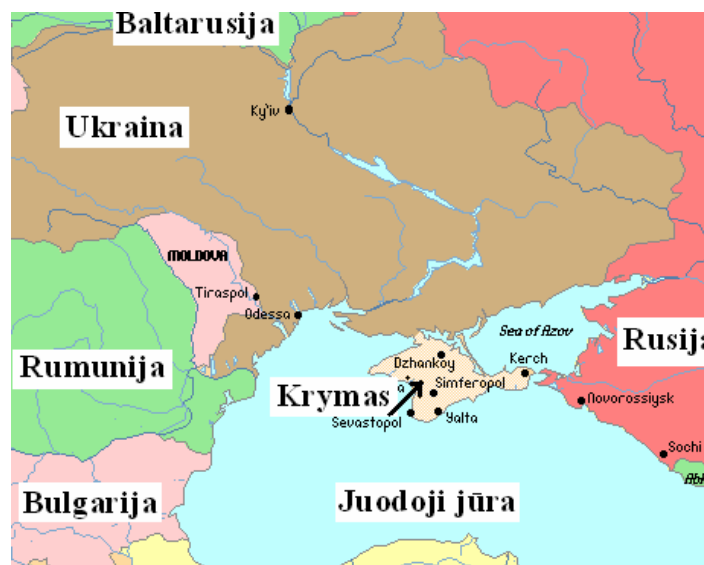 Baltarusija
Ky'iv
Ukraina
MOLDOVA
Tiraspol
Odessa
Sea of Azov
Rusija
Rumunija
Dzhankoy
Kerch
a
Simferopol
Krymas
Novorossiysk
Sevastopol
Yalta
Sochi
Abk
Bulgarija
Juodoji jūra